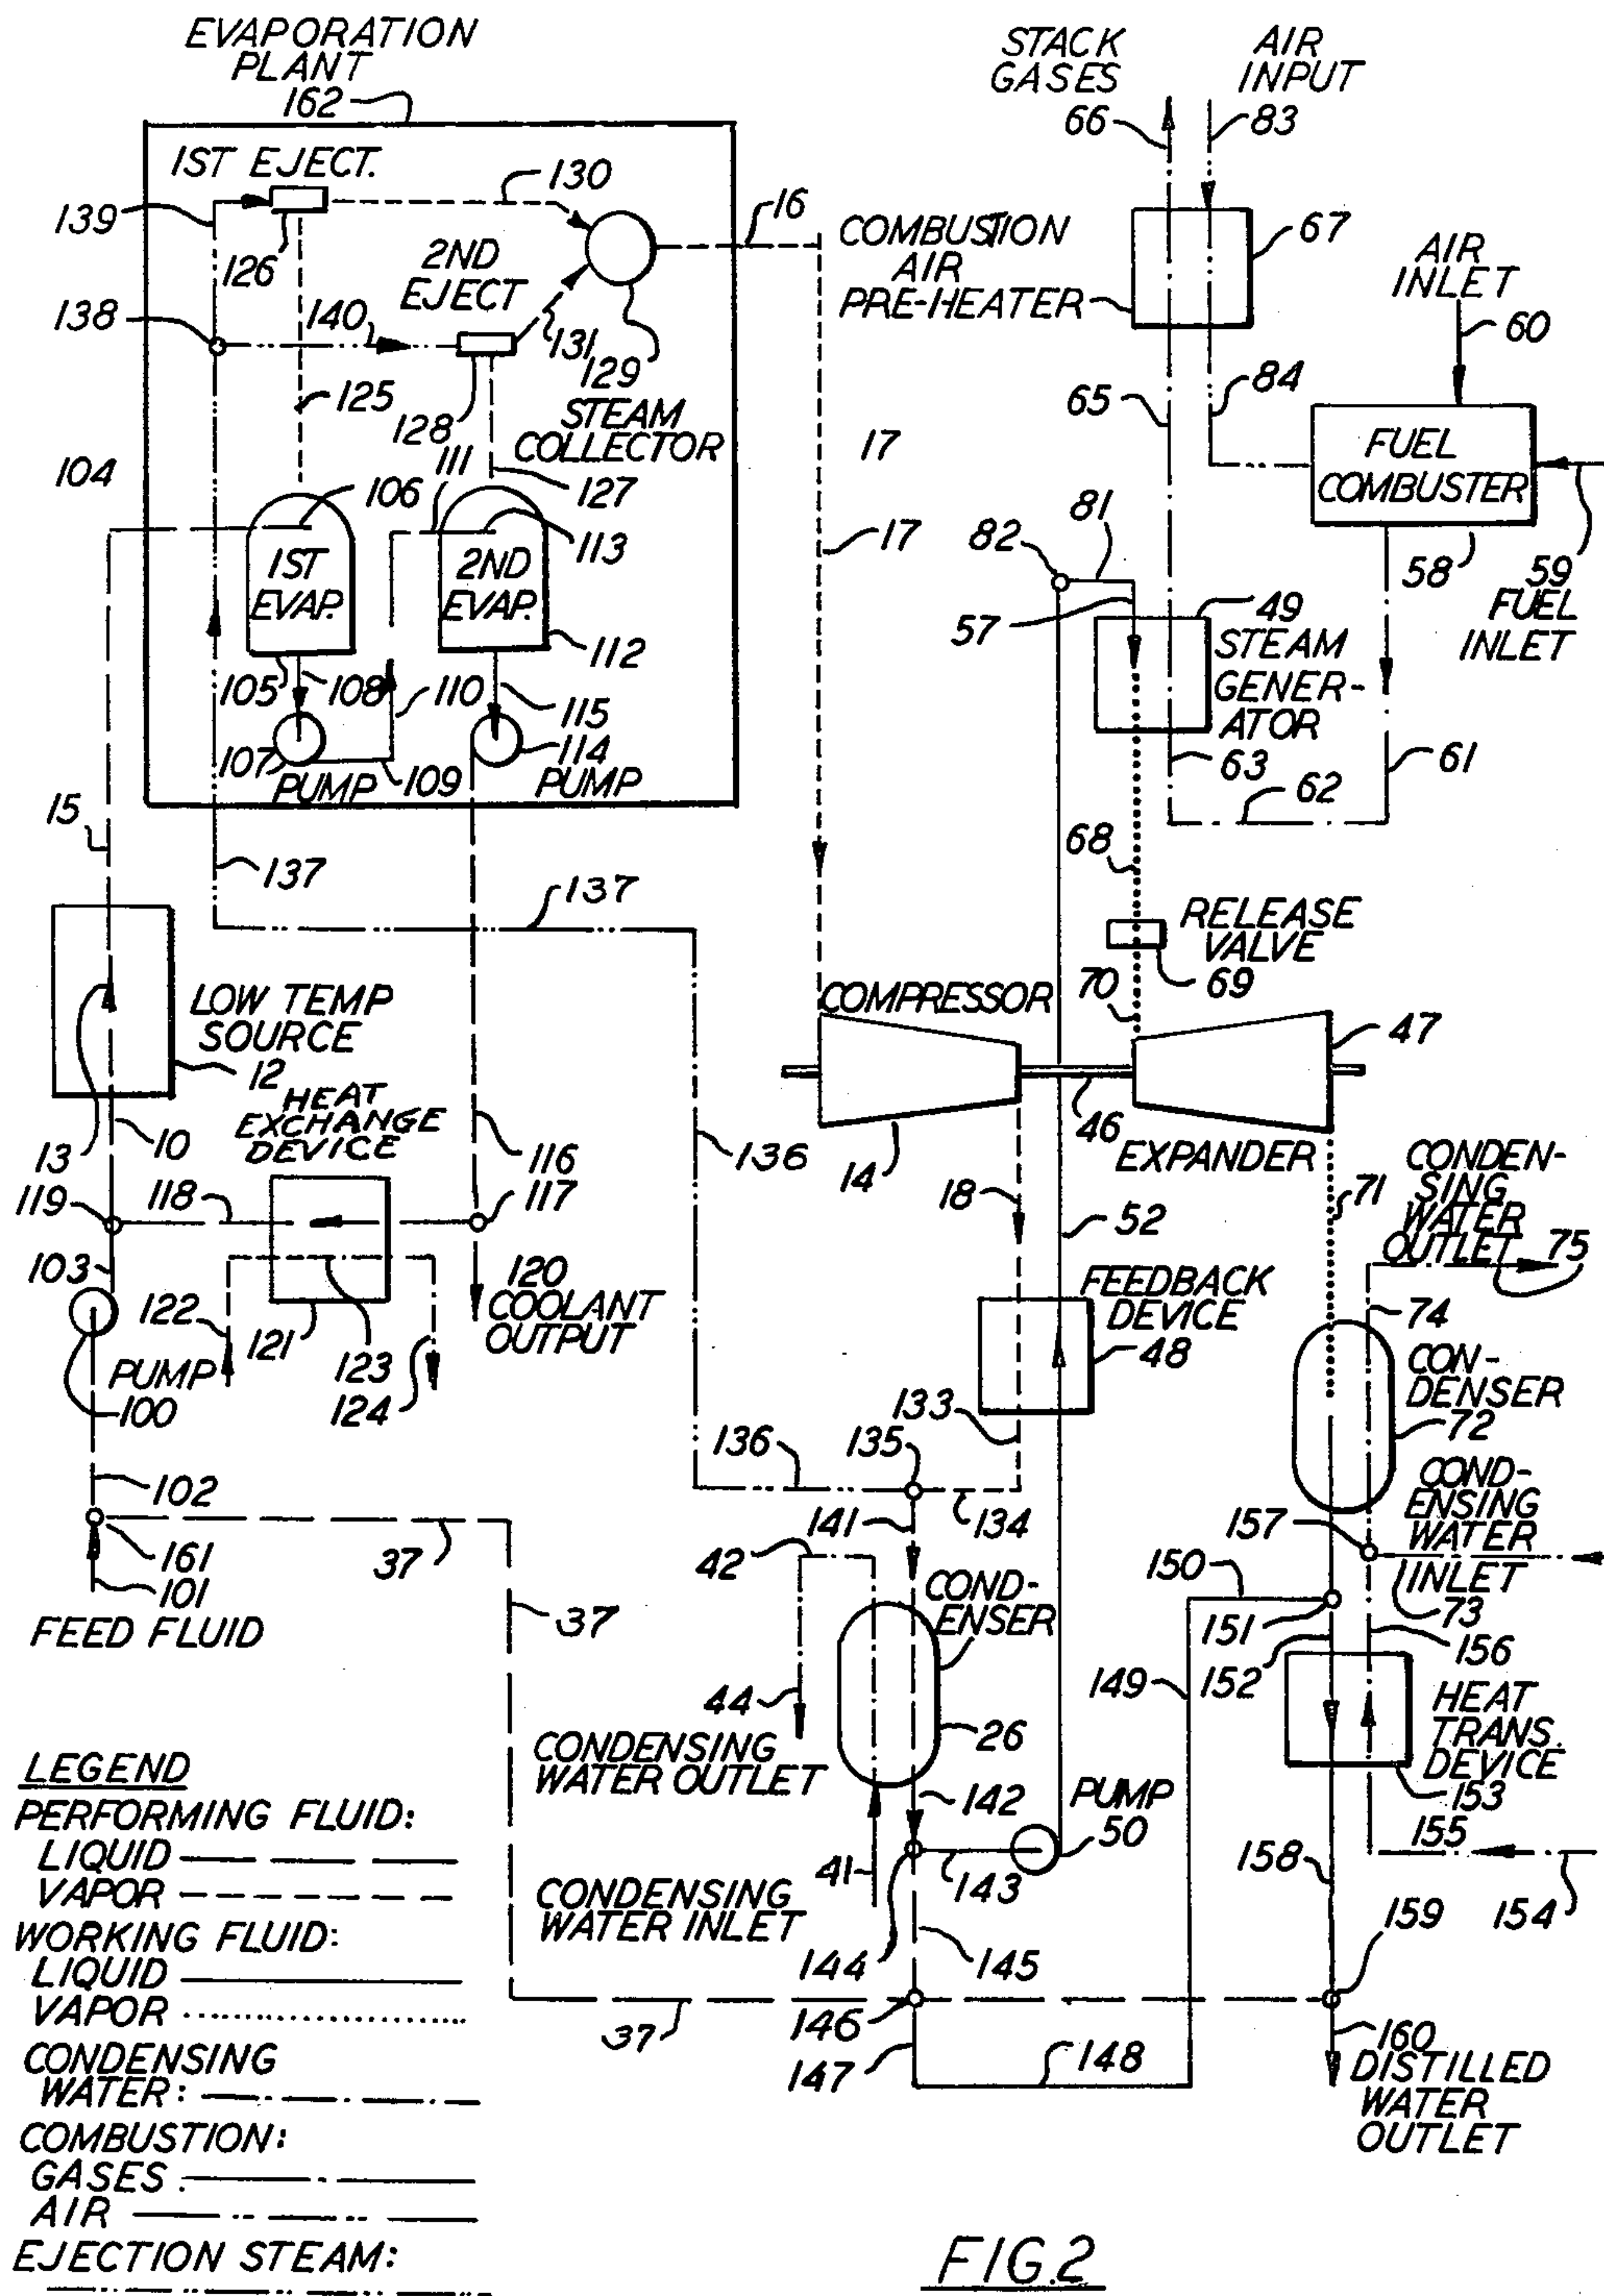 EVAPORATION
PLANT
162
1ST EJECT.
139
126
130
16
2ND
EJECT
138
140
131
129
128
STEAM
COLLECTOR
125
111
127
104
106
113
1ST
EVAP.
2ND
EVAP.
112
105
108
110
115
107
PUMP
109
114
PUMP
15
137
137
STACK
GASES
66
AIR
INPUT
83
COMBUSTION
AIR
PRE-HEATER
67
AIR
INLET
60
65
84
17
17
FUEL
COMBUSTER
58
59
FUEL
INLET
82
81
57
49
STEAM
GENER-
ATOR
63
62
61
68
RELEASE
VALVE
69
70
LOW TEMP
SOURCE
12
13
10
HEAT
EXCHANGE
DEVICE
116
117
119
118
103
122
121
123
124
120
COOLANT
OUTPUT
PUMP
100
102
161
101
FEED FLUID
37
37
37
136
136
COMPRESSOR
14
46
47
EXPANDER
18
52
71
CONDEN-
SING
WATER
OUTLET
75
74
FEEDBACK
DEVICE
48
133
135
134
141
42
COND-
ENSER
44
26
CONDENSING
WATER OUTLET
142
PUMP
50
41
143
CONDENSING
WATER INLET
144
145
146
147
148
149
150
151
152
CON-
DENSER
72
COND-
ENSING
WATER
INLET
73
157
156
HEAT
TRANS.
DEVICE
153
155
154
158
159
160
DISTILLED
WATER
OUTLET
LEGEND
PERFORMING FLUID:
LIQUID
VAPOR
WORKING FLUID:
LIQUID
VAPOR
CONDENSING
WATER:
COMBUSTION:
GASES
AIR
EJECTION STEAM:
FIG.2